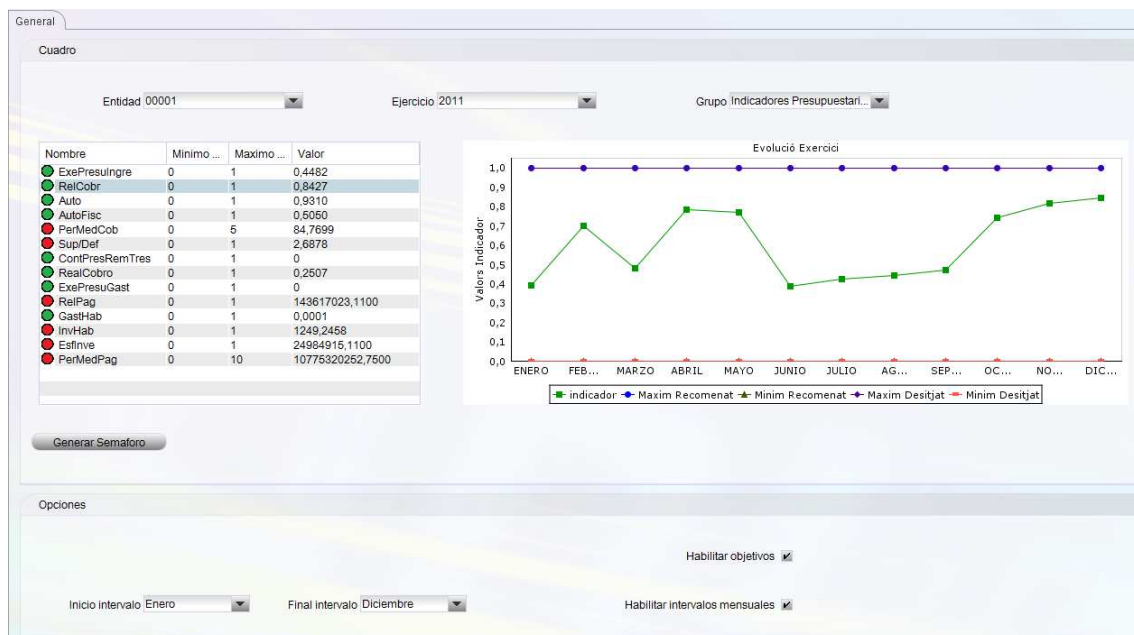 General
Cuadro
Entidad 00001 Ejercicio 2011 Grupo Indicadores Presupuestari...
Nombre Minimo ... Maximo ... Valor
ExePresuIngre 0 1 0,4482
RelCobr 0 1 0,8427
Auto 0 1 0,9310
AutoFisc 0 1 0,5050
PerMedCob 0 5 84,7699
Sup/Def 0 1 2,6878
ContPresRemTres 0 1 0
RealCobro 0 1 0,2507
ExePresuGast 0 1 0
RelPag 0 1 143617023,1100
GastHab 0 1 0,0001
InvHab 0 1 1249,2458
EsfInve 0 1 24984915,1100
PerMedPag 0 10 10775320252,7500
Evolució Exercici
Valors Indicador
1,0
0,9
0,8
0,7
0,6
0,5
0,4
0,3
0,2
0,1
0,0
ENERO FEB... MARZO ABRIL MAYO JUNIO JULIO AG... SEP... OC... NO... DIC...
indicador Maxim Recomenat Minim Recomenat Maxim Desitjat Minim Desitjat
Generar Semaforo
Opciones
Habilitar objetivos
Inicio intervalo Enero Final intervalo Diciembre Habilitar intervalos mensuales